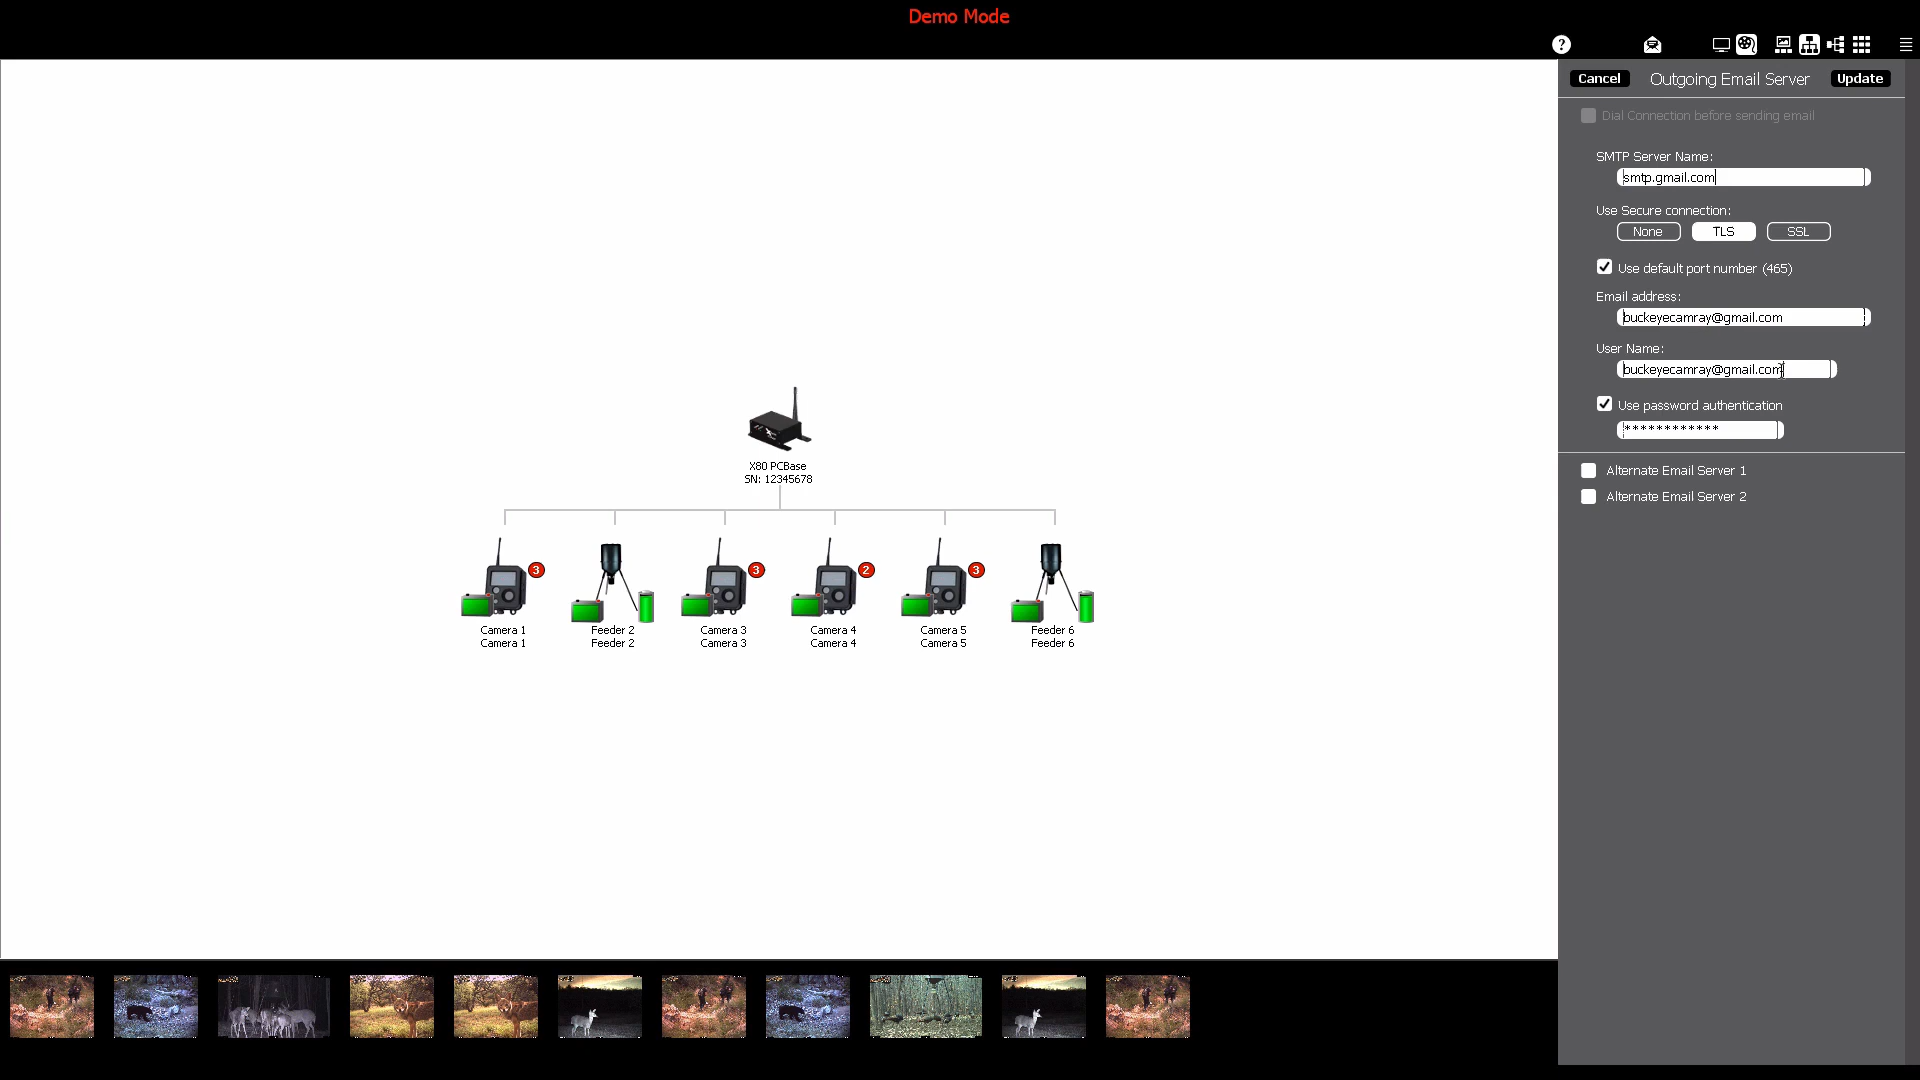 Demo Mode
?
Cancel Outgoing Email Server Update
Dial Connection before sending email
SMTP Server Name:
smtp.gmail.com
Use Secure connection:
None TLS SSL
Use default port number (465)
Email address:
buckeyecamray@gmail.com
User Name:
buckeyecamray@gmail.com
Use password authentication
************
Alternate Email Server 1
Alternate Email Server 2
X80 PCBase
SN: 12345678
3 3 2 3
Camera 1 Feeder 2 Camera 3 Camera 4 Camera 5 Feeder 6
Camera 1 Feeder 2 Camera 3 Camera 4 Camera 5 Feeder 6